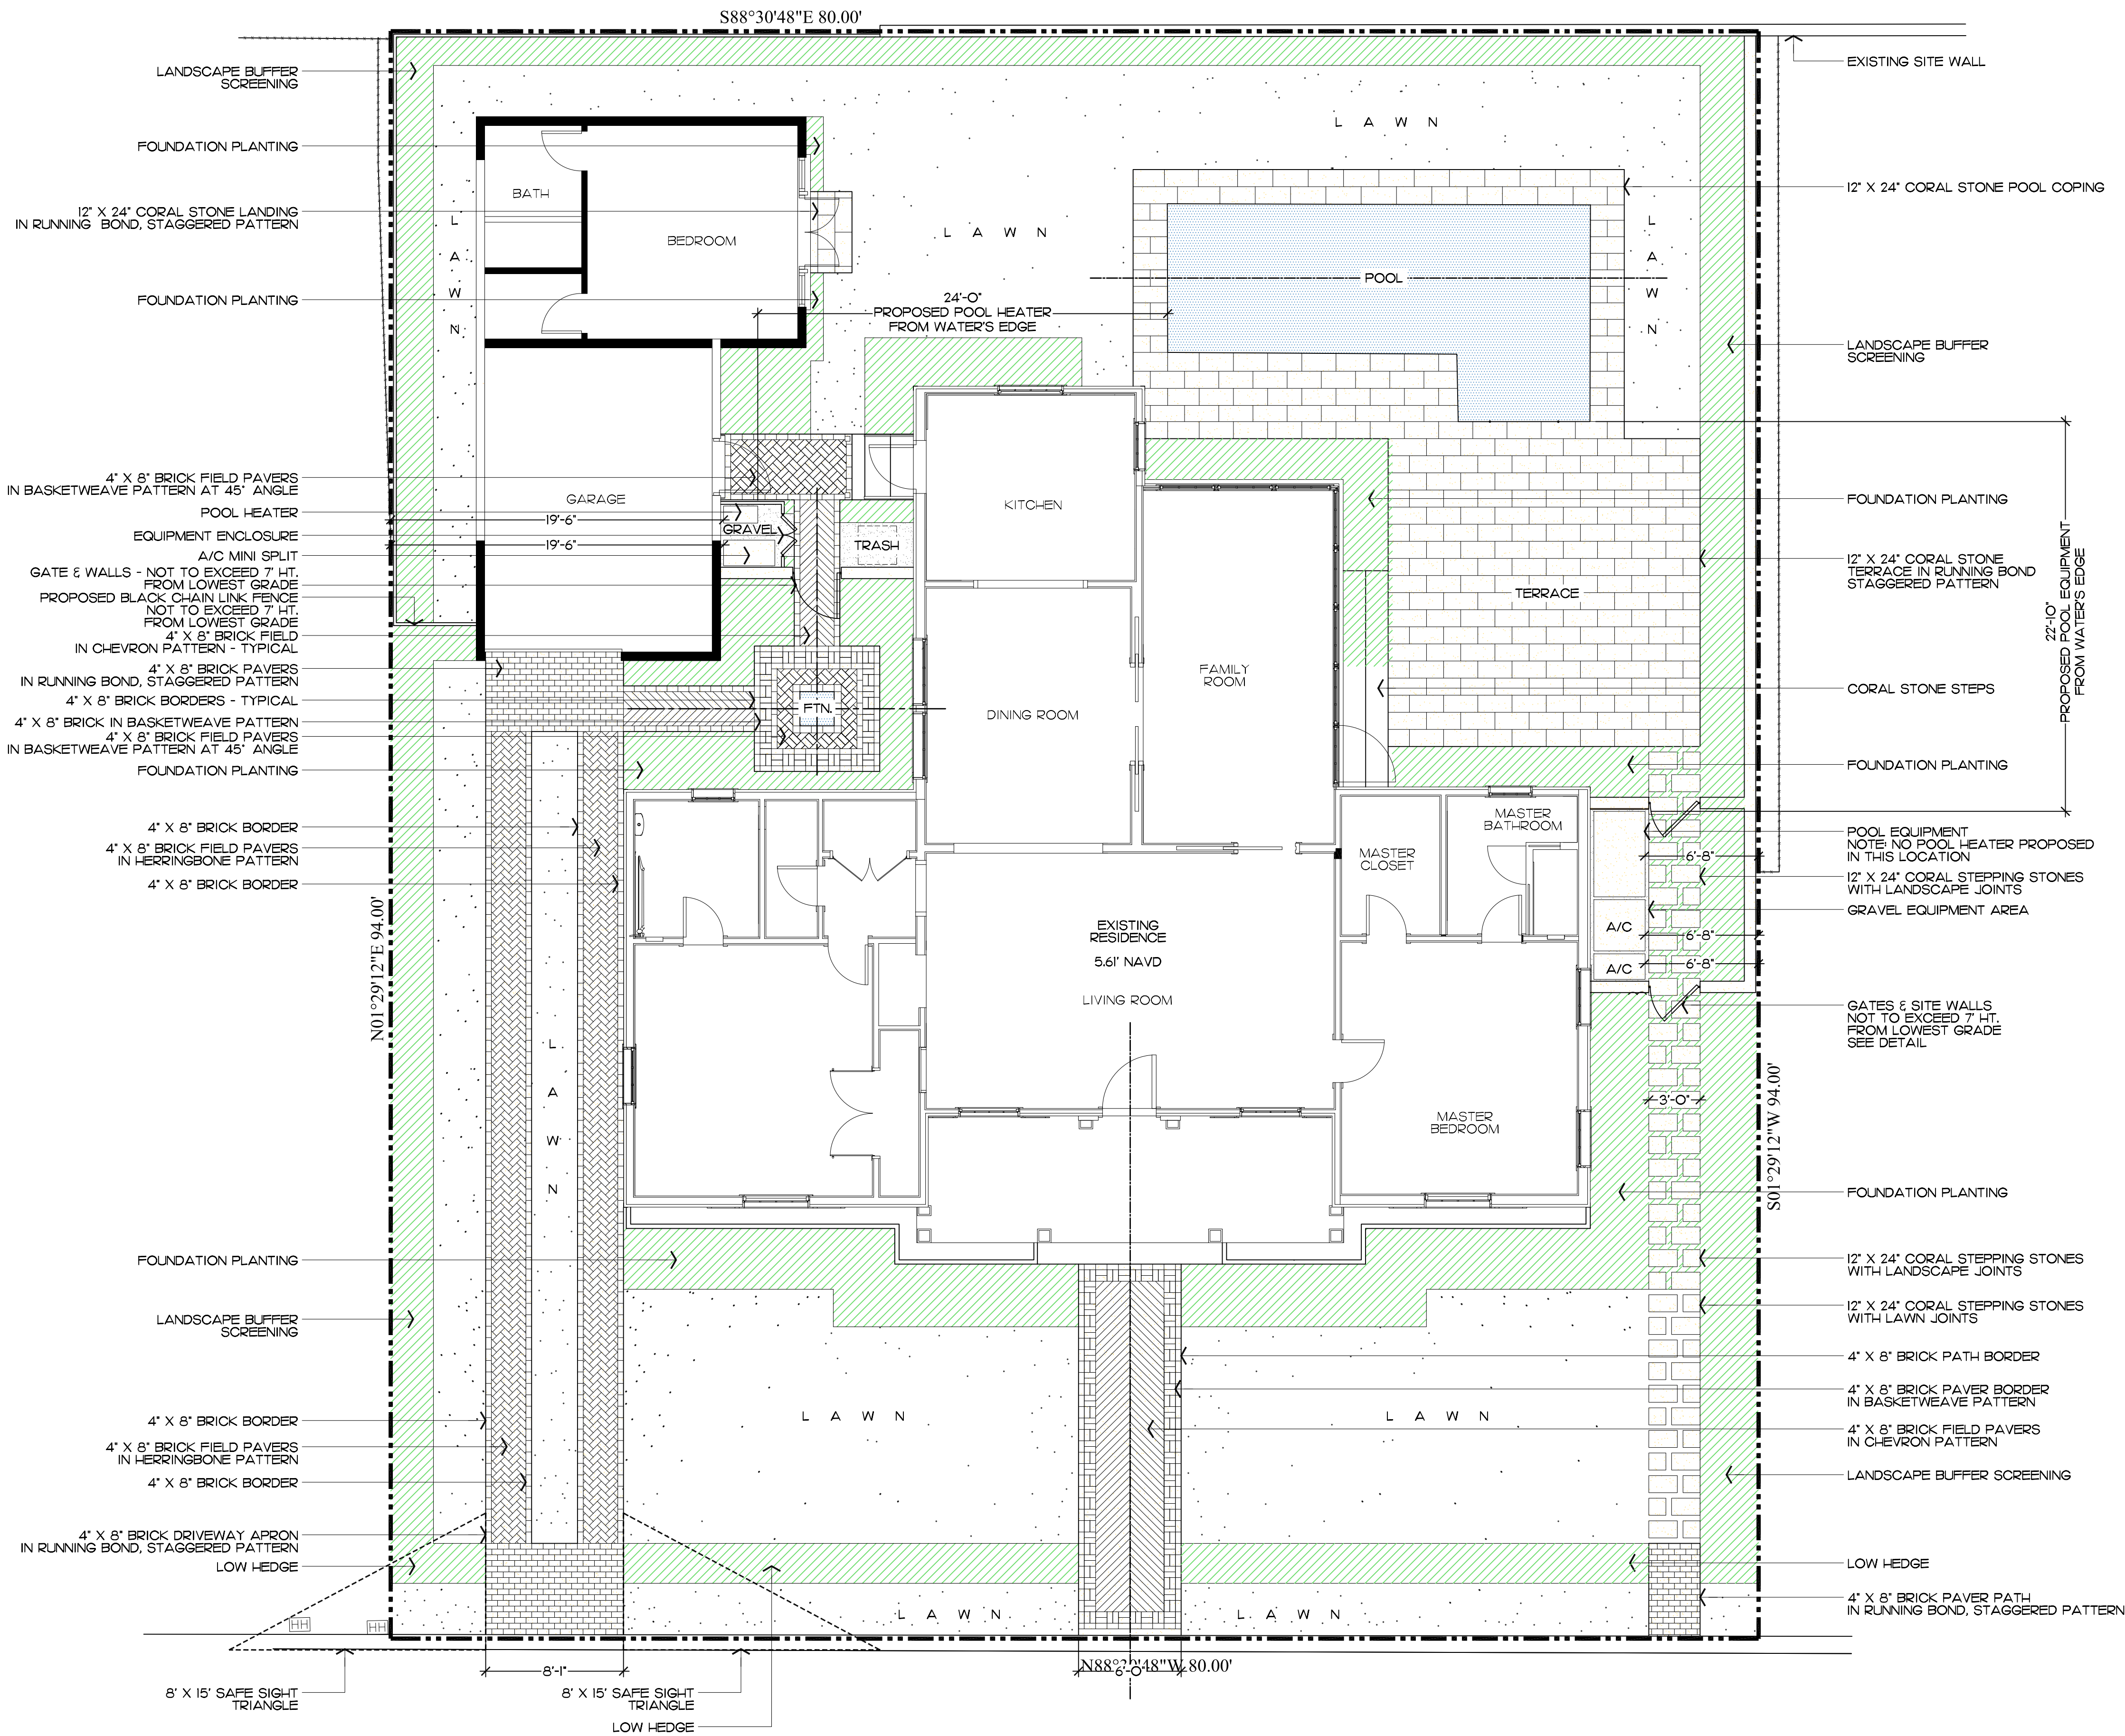 S88°30'48"E 80.00'
LANDSCAPE BUFFER
SCREENING
FOUNDATION PLANTING
12" X 24" CORAL STONE LANDING
IN RUNNING BOND, STAGGERED PATTERN
FOUNDATION PLANTING
4" X 8" BRICK FIELD PAVERS
IN BASKETWEAVE PATTERN AT 45° ANGLE
POOL HEATER
EQUIPMENT ENCLOSURE
A/C MINI SPLIT
GATE & WALLS - NOT TO EXCEED 7' HT.
FROM LOWEST GRADE
PROPOSED BLACK CHAIN LINK FENCE
NOT TO EXCEED 7' HT.
FROM LOWEST GRADE
4" X 8" BRICK FIELD
IN CHEVRON PATTERN - TYPICAL
4" X 8" BRICK PAVERS
IN RUNNING BOND, STAGGERED PATTERN
4" X 8" BRICK BORDERS - TYPICAL
4" X 8" BRICK IN BASKETWEAVE PATTERN
4" X 8" BRICK FIELD PAVERS
IN BASKETWEAVE PATTERN AT 45° ANGLE
FOUNDATION PLANTING
4" X 8" BRICK BORDER
4" X 8" BRICK FIELD PAVERS
IN HERRINGBONE PATTERN
4" X 8" BRICK BORDER
N01°29'12"E 94.00'
FOUNDATION PLANTING
LANDSCAPE BUFFER
SCREENING
4" X 8" BRICK BORDER
4" X 8" BRICK FIELD PAVERS
IN HERRINGBONE PATTERN
4" X 8" BRICK BORDER
4" X 8" BRICK DRIVEWAY APRON
IN RUNNING BOND, STAGGERED PATTERN
LOW HEDGE
HH
HH
8' X 15' SAFE SIGHT
TRIANGLE
8'-1"
8' X 15' SAFE SIGHT
TRIANGLE
LOW HEDGE
6'-0"
N88°30'48"W 80.00'
LAWN
BATH
BEDROOM
LAWN
LAWN
POOL
LAWN
24'-0"
PROPOSED POOL HEATER
FROM WATER'S EDGE
GARAGE
19'-6"
19'-6"
GRAVEL
TRASH
KITCHEN
TERRACE
FAMILY
ROOM
DINING ROOM
FTN.
MASTER
BATHROOM
MASTER
CLOSET
EXISTING
RESIDENCE
5.61' NAVD
LIVING ROOM
MASTER
BEDROOM
A/C
A/C
6'-8"
6'-8"
6'-8"
3'-0"
LAWN
LAWN
LAWN
LAWN
LAWN
EXISTING SITE WALL
12" X 24" CORAL STONE POOL COPING
LANDSCAPE BUFFER
SCREENING
FOUNDATION PLANTING
12" X 24" CORAL STONE
TERRACE IN RUNNING BOND
STAGGERED PATTERN
22'-10"
PROPOSED POOL EQUIPMENT
FROM WATER'S EDGE
CORAL STONE STEPS
FOUNDATION PLANTING
POOL EQUIPMENT
NOTE: NO POOL HEATER PROPOSED
IN THIS LOCATION
12" X 24" CORAL STEPPING STONES
WITH LANDSCAPE JOINTS
GRAVEL EQUIPMENT AREA
GATES & SITE WALLS
NOT TO EXCEED 7' HT.
FROM LOWEST GRADE
SEE DETAIL
S01°29'12"W 94.00'
FOUNDATION PLANTING
12" X 24" CORAL STEPPING STONES
WITH LANDSCAPE JOINTS
12" X 24" CORAL STEPPING STONES
WITH LAWN JOINTS
4" X 8" BRICK PATH BORDER
4" X 8" BRICK PAVER BORDER
IN BASKETWEAVE PATTERN
4" X 8" BRICK FIELD PAVERS
IN CHEVRON PATTERN
LANDSCAPE BUFFER SCREENING
LOW HEDGE
4" X 8" BRICK PAVER PATH
IN RUNNING BOND, STAGGERED PATTERN